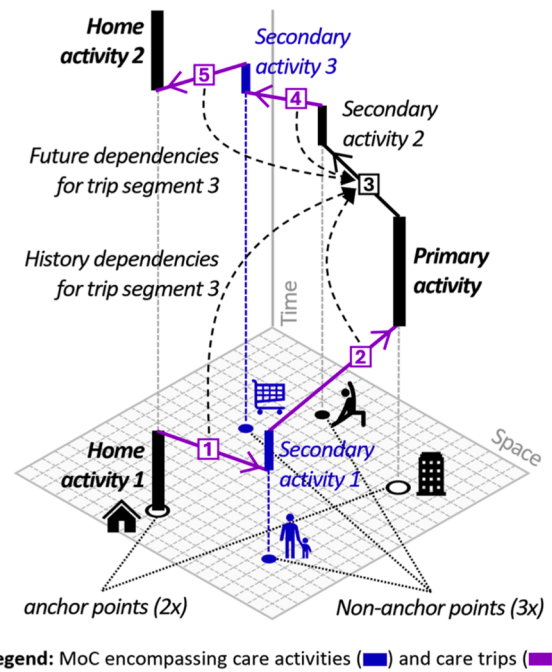 Home
activity 2
5
Secondary
activity 3
4
Secondary
activity 2
Future dependencies
for trip segment 3
3
History dependencies
for trip segment 3
Primary
activity
Time
2
Space
1
Home
activity 1
Secondary
activity 1
anchor points (2x)
Non-anchor points (3x)
egend: MoC encompassing care activities ( ) and care trips (